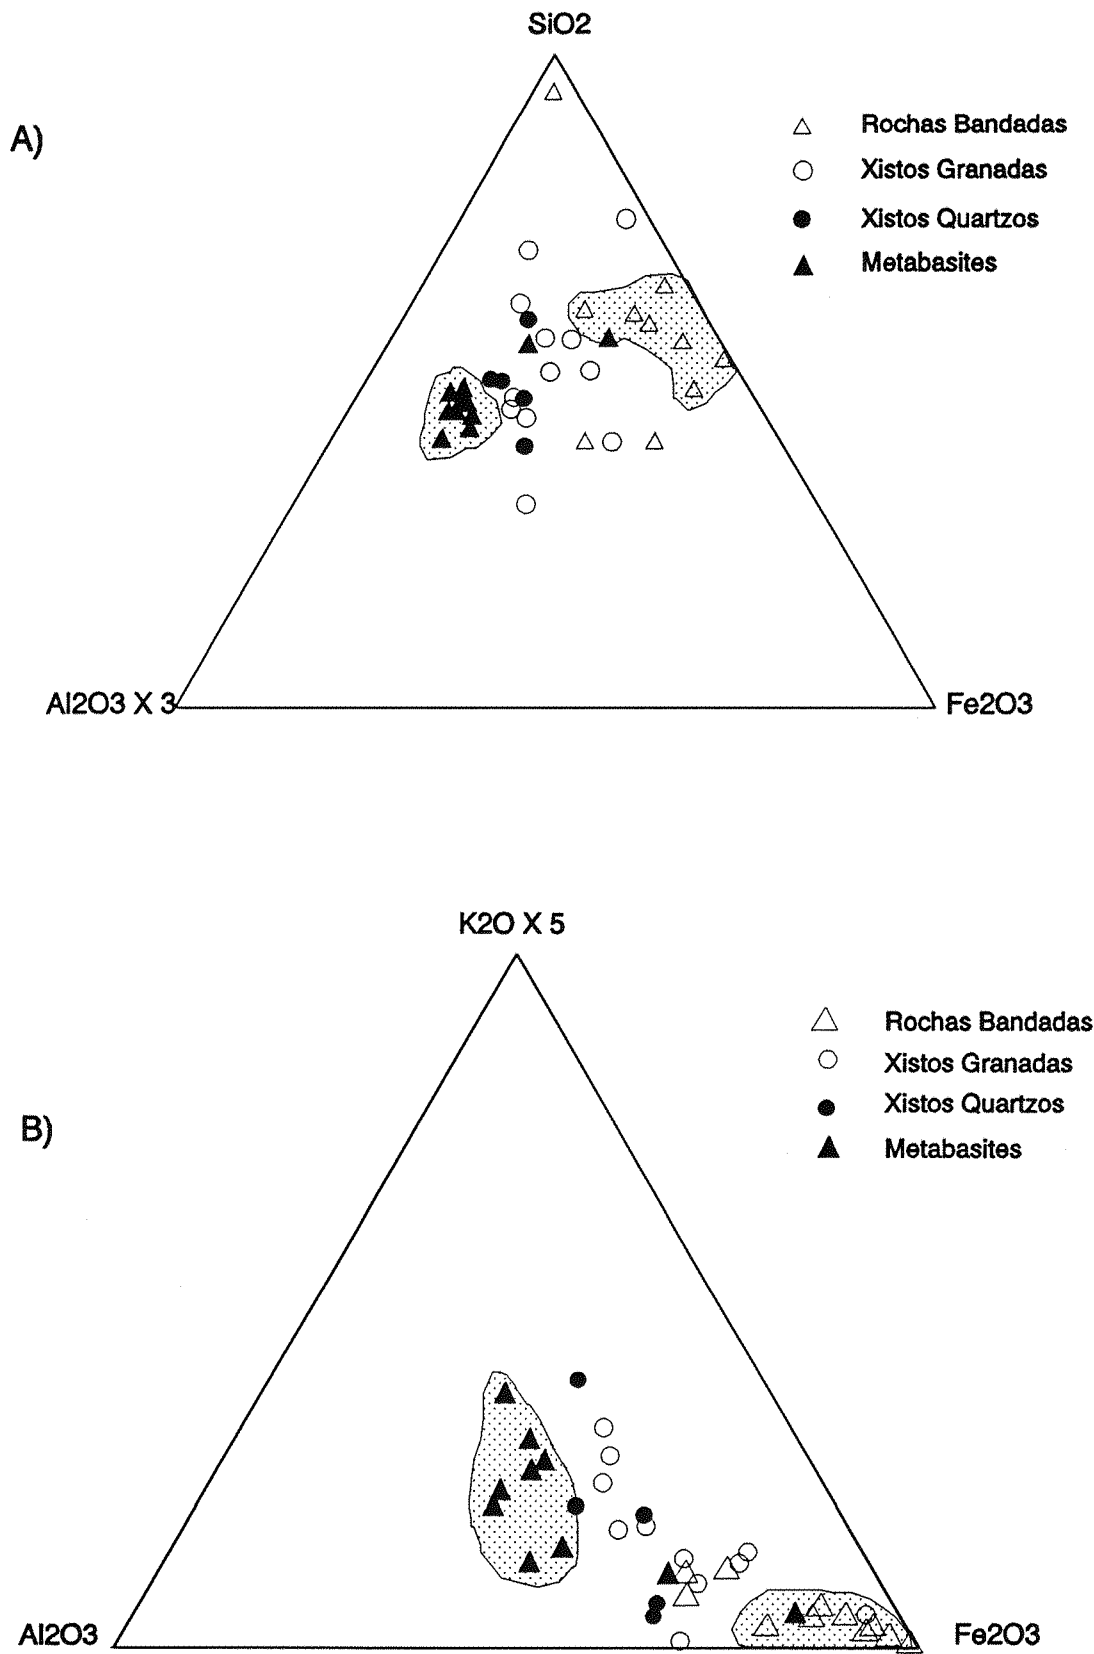 SiO2
A)
Rochas Bandadas
Xistos Granadas
Xistos Quartzos
Metabasites
Al2O3 X 3
Fe2O3
K2O X 5
Rochas Bandadas
Xistos Granadas
Xistos Quartzos
B)
Metabasites
Al2O3
Fe2O3